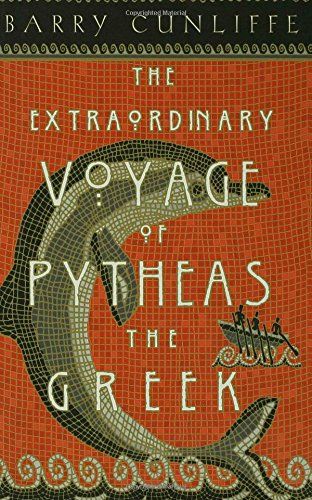 BARRY CUNLIFFE
THE
EXTRAORDINARY
VOYAGE
OF
PYTHEAS
THE
GREEK